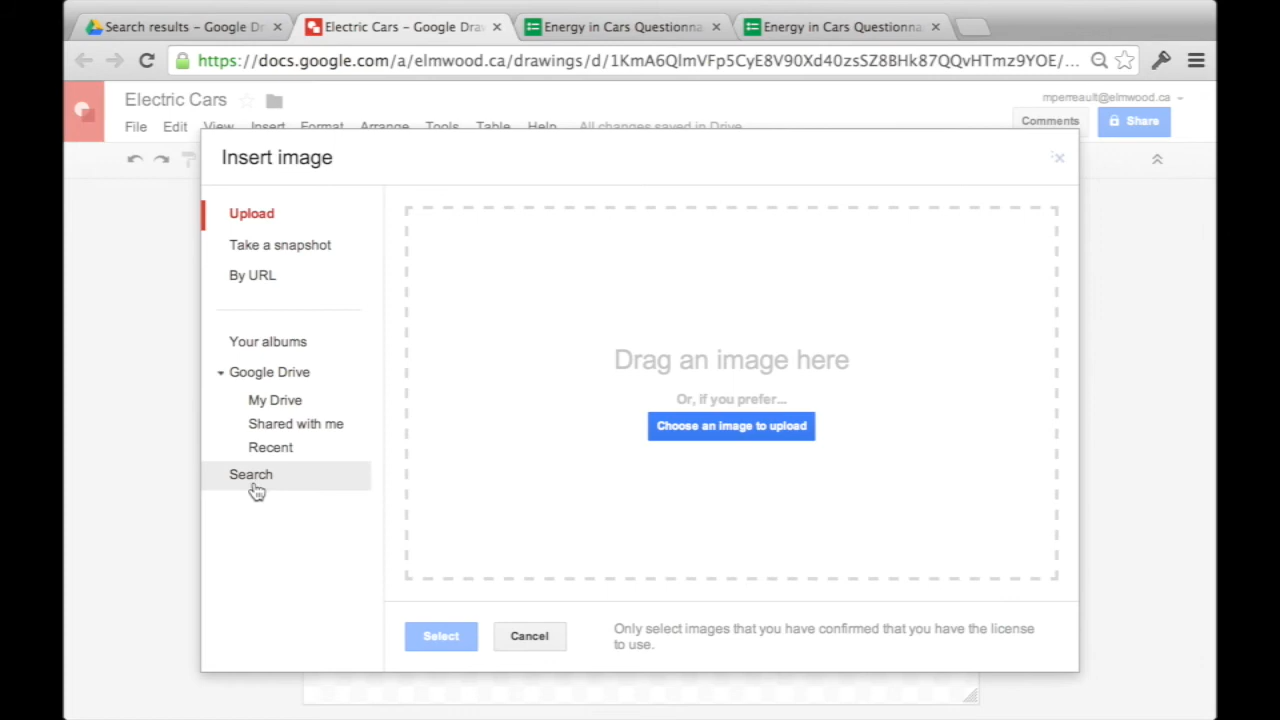 Search results – Google Dr
Electric Cars – Google Draw
Energy in Cars Questionna
Energy in Cars Questionna
https://docs.google.com/a/elmwood.ca/drawings/d/1KmA6QlmVFp5CyE8V90Xd40zsSZ8BHk87QQvHTmz9YOE/...
Electric Cars
mperreault@elmwood.ca
File Edit View Insert Format Arrange Tools Table Help All changes saved in Drive
Comments
Share
Insert image
Upload
Take a snapshot
By URL
Your albums
Google Drive
My Drive
Shared with me
Recent
Search
Drag an image here
Or, if you prefer...
Choose an image to upload
Select
Cancel
Only select images that you have confirmed that you have the license
to use.